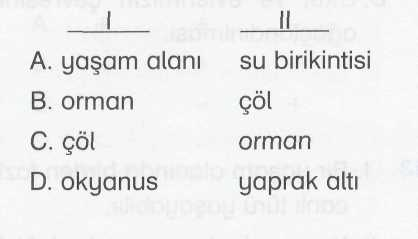 I II
A. yaşam alanı su birikintisi
B. orman çöl
C. çöl orman
D. okyanus yaprak altı